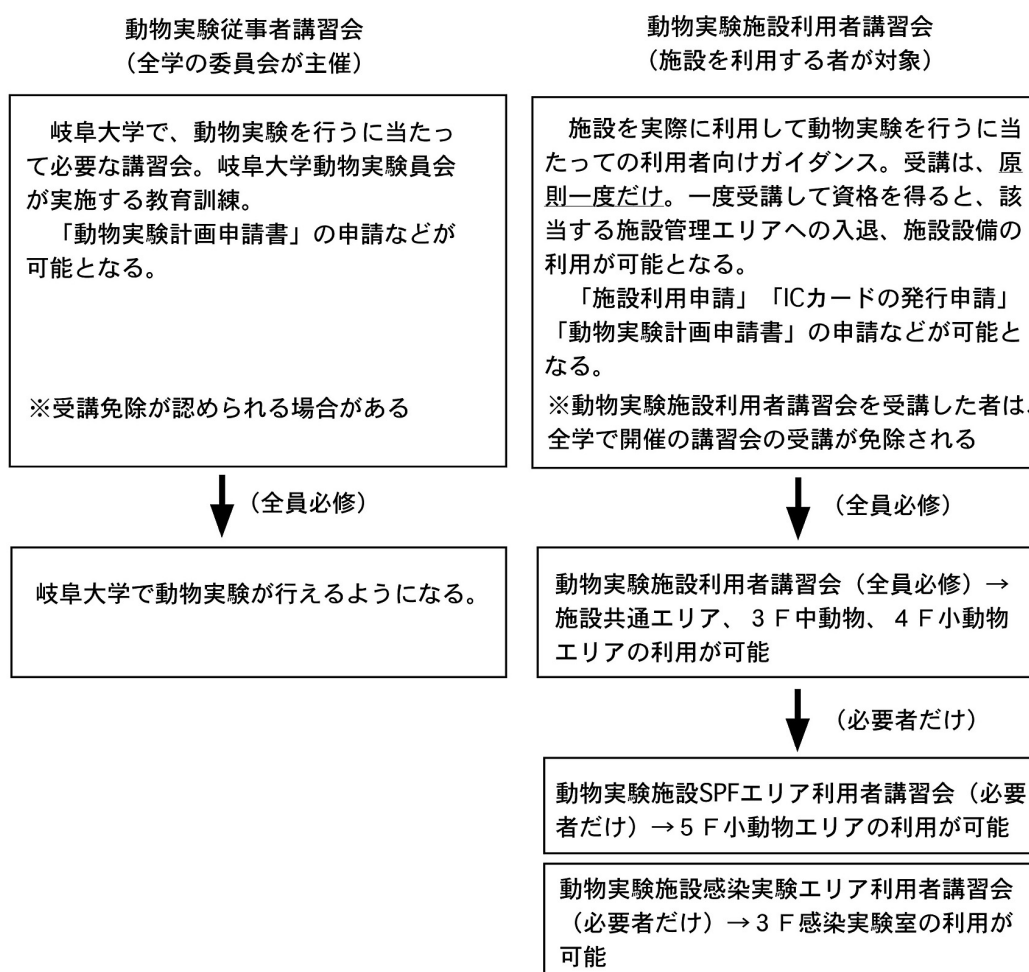 動物実験従事者講習会
（全学の委員会が主催）
岐阜大学で、動物実験を行うに当たっ
て必要な講習会。岐阜大学動物実験員会
が実施する教育訓練。
「動物実験計画申請書」の申請などが
可能となる。
※受講免除が認められる場合がある
（全員必修）
岐阜大学で動物実験が行えるようになる。
動物実験施設利用者講習会
（施設を利用する者が対象）
施設を実際に利用して動物実験を行うに当
たっての利用者向けガイダンス。受講は、原
則一度だけ。一度受講して資格を得ると、該
当する施設管理エリアへの入退、施設設備の
利用が可能となる。
「施設利用申請」「ICカードの発行申請」
「動物実験計画申請書」の申請などが可能と
なる。
※動物実験施設利用者講習会を受講した者は、
全学で開催の講習会の受講が免除される
（全員必修）
動物実験施設利用者講習会（全員必修）→
施設共通エリア、３Ｆ中動物、４Ｆ小動物
エリアの利用が可能
（必要者だけ）
動物実験施設SPFエリア利用者講習会（必要
者だけ）→５Ｆ小動物エリアの利用が可能
動物実験施設感染実験エリア利用者講習会
（必要者だけ）→３Ｆ感染実験室の利用が
可能